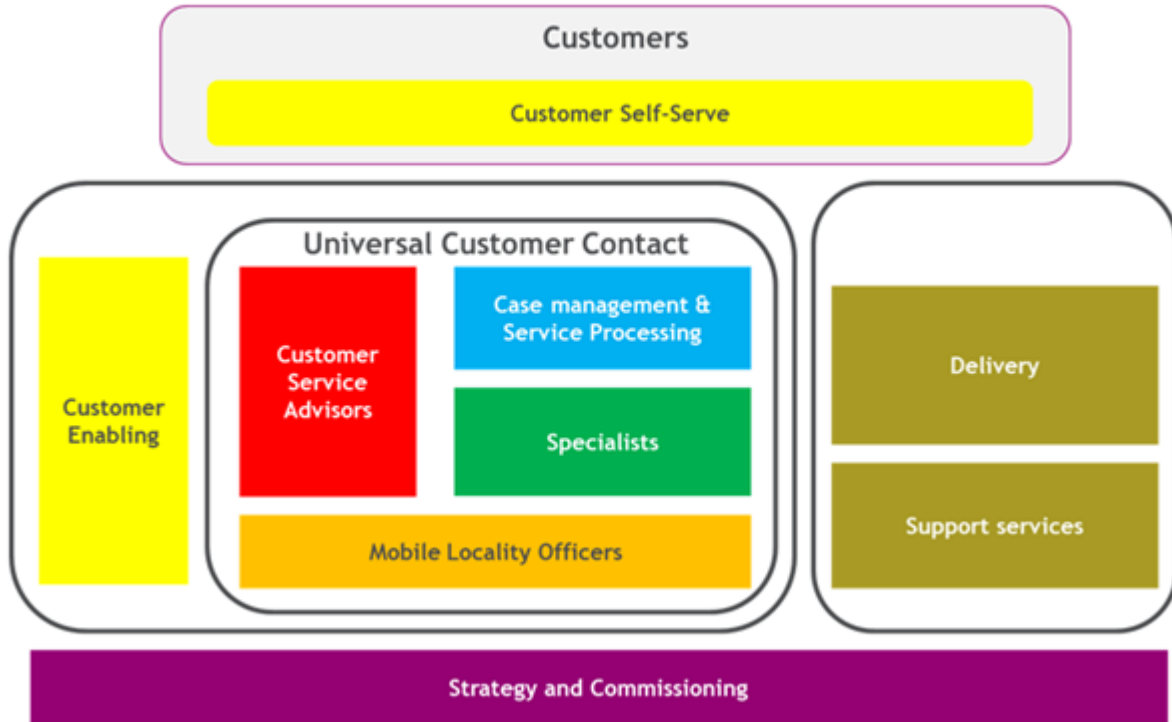 Customers
Customer Self-Serve
Universal Customer Contact
Customer
Enabling
Customer
Service
Advisors
Case management &
Service Processing
Specialists
Mobile Locality Officers
Delivery
Support services
Strategy and Commissioning